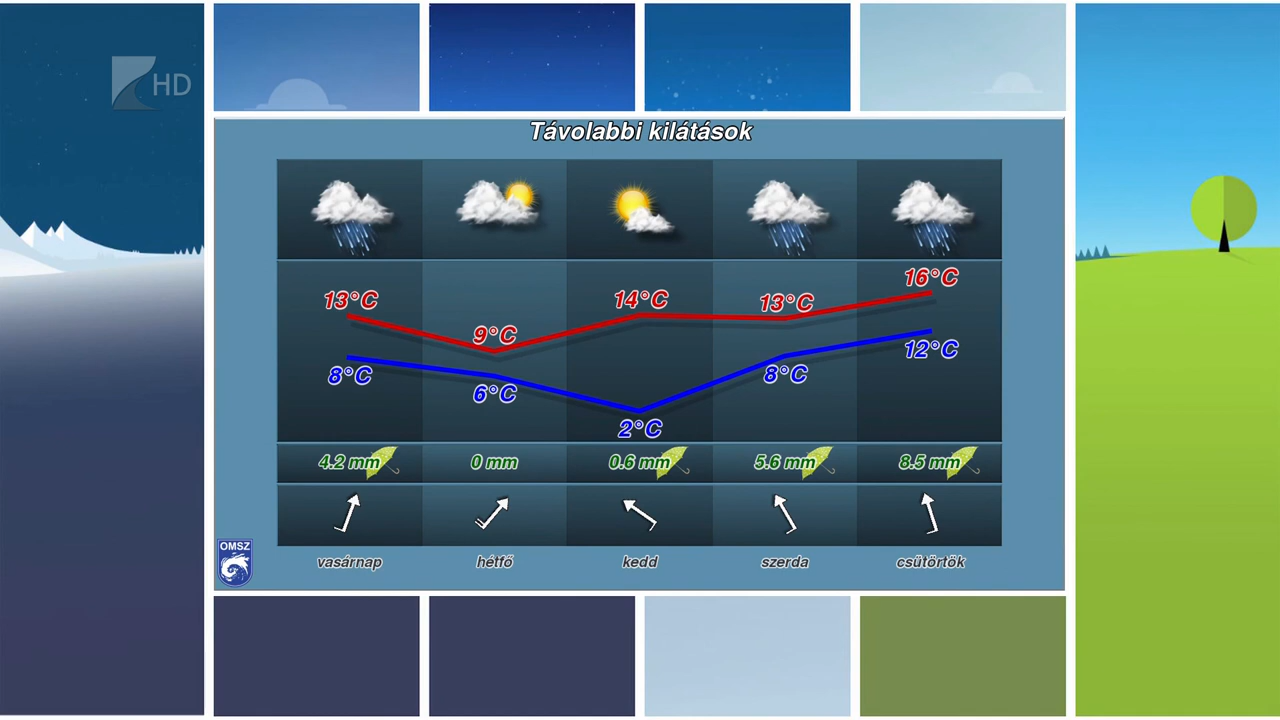 HD
Távolabbi kilátások
13°C 9°C 14°C 13°C 16°C
8°C 6°C 2°C 8°C 12°C
4.2 mm 0 mm 0.6 mm 5.6 mm 8.5 mm
OMSZ
vasárnap hétfő kedd szerda csütörtök